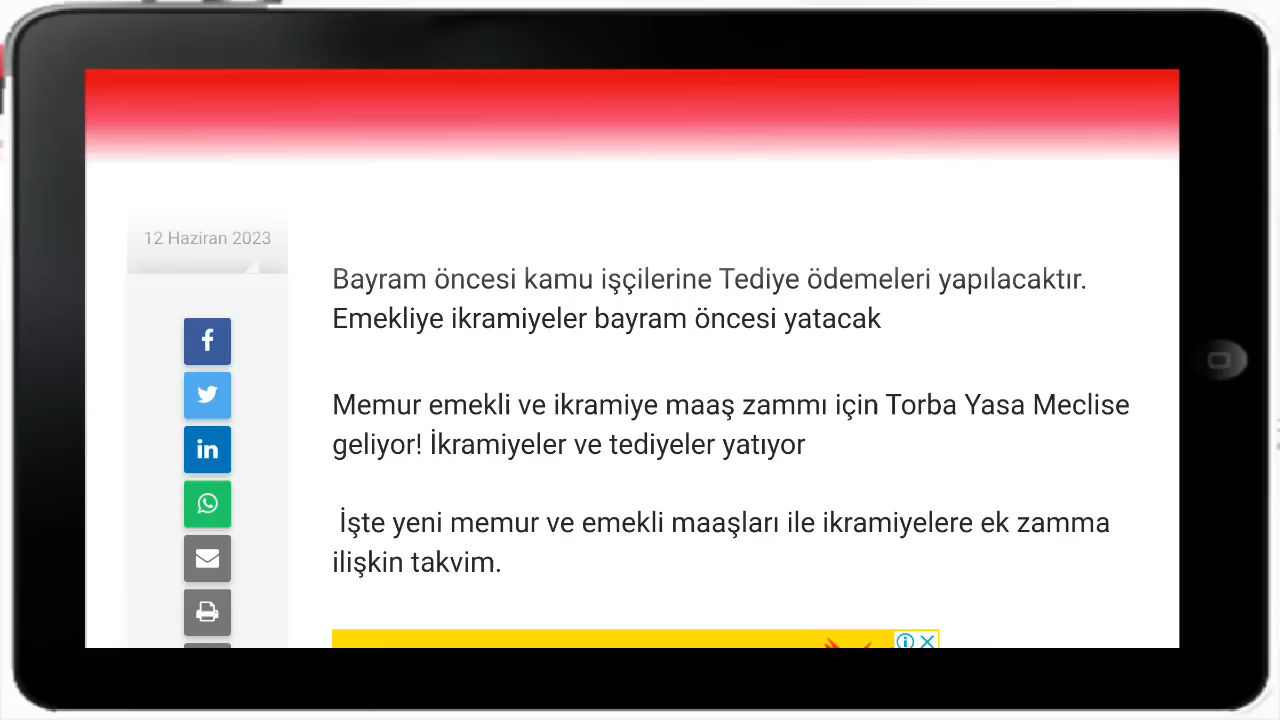 12 Haziran 2023
Bayram öncesi kamu işçilerine Tediye ödemeleri yapılacaktır.
Emekliye ikramiyeler bayram öncesi yatacak
Memur emekli ve ikramiye maaş zammı için Torba Yasa Meclise
geliyor! İkramiyeler ve tediyeler yatıyor
İşte yeni memur ve emekli maaşları ile ikramiyelere ek zamma
ilişkin takvim.